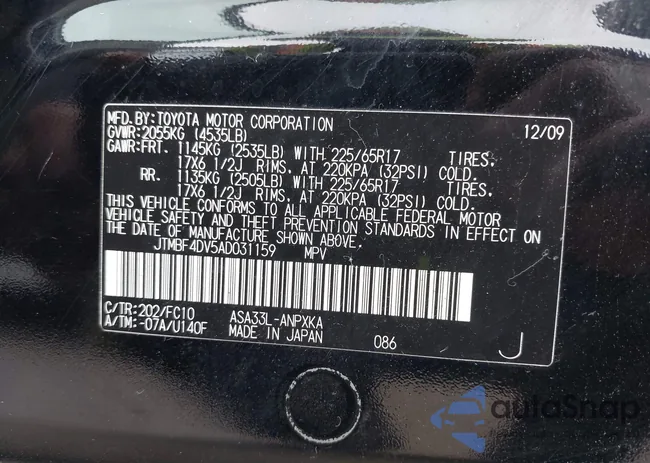 MFD. BY: TOYOTA MOTOR CORPORATION 12/09
GVWR: 2055KG (4535LB)
GAWR: FRT. 1145KG (2535LB) WITH 225/65R17 TIRES,
17X6 1/2J RIMS, AT 220KPA (32PSI) COLD.
RR. 1135KG (2505LB) WITH 225/65R17 TIRES,
17X6 1/2J RIMS, AT 220KPA (32PSI) COLD.
THIS VEHICLE CONFORMS TO ALL APPLICABLE FEDERAL MOTOR
VEHICLE SAFETY AND THEFT PREVENTION STANDARDS IN EFFECT ON
THE DATE OF MANUFACTURE SHOWN ABOVE.
JTMBF4DV5AD031159 MPV
C/TR: 202/FC10 ASA33L-ANPXKA
A/TM: -07A/U140F MADE IN JAPAN 086 J
autoSnap